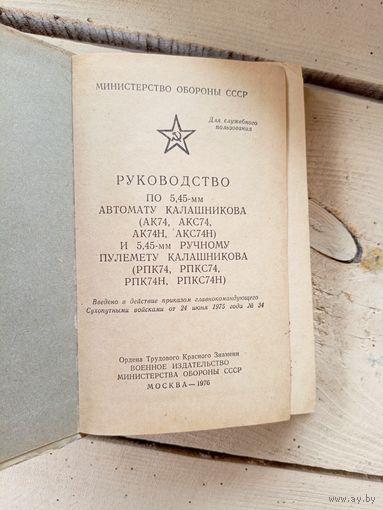 МИНИСТЕРСТВО ОБОРОНЫ СССР
Для служебного
пользования
РУКОВОДСТВО
ПО 5,45-мм
АВТОМАТУ КАЛАШНИКОВА
(АК74, АКС74,
АК74Н, АКС74Н)
И 5,45-мм РУЧНОМУ
ПУЛЕМЕТУ КАЛАШНИКОВА
(РПК74, РПКС74,
РПК74Н, РПКС74Н)
Введено в действие приказом главнокомандующего
Сухопутными войсками от 24 июня 1975 года № 34
Ордена Трудового Красного Знамени
ВОЕННОЕ ИЗДАТЕЛЬСТВО
МИНИСТЕРСТВА ОБОРОНЫ СССР
МОСКВА — 1976
www.ay.by